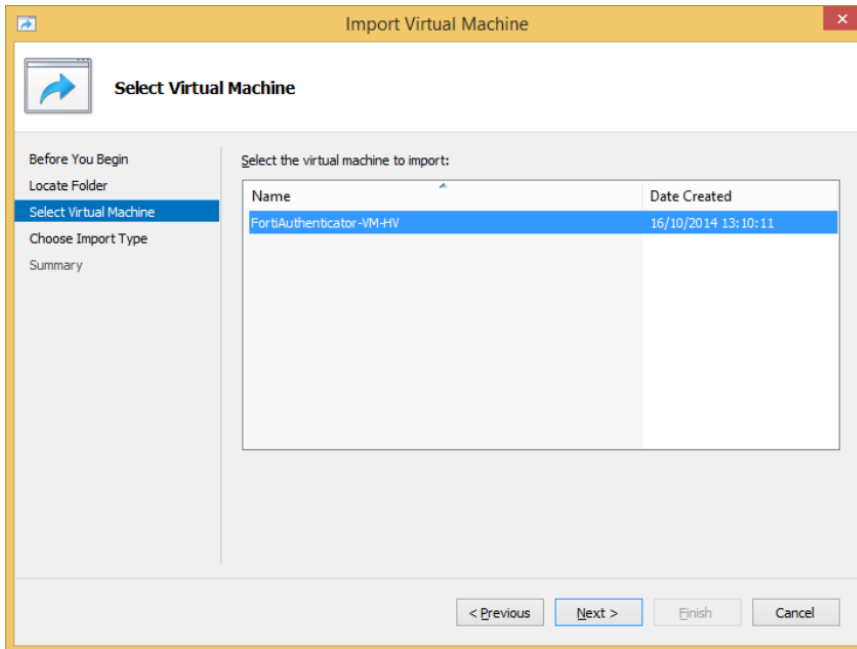 Import Virtual Machine
Select Virtual Machine
Before You Begin
Locate Folder
Select Virtual Machine
Choose Import Type
Summary
Select the virtual machine to import:
Name Date Created
FortiAuthenticator-VM-HV 16/10/2014 13:10:11
< Previous Next > Finish Cancel